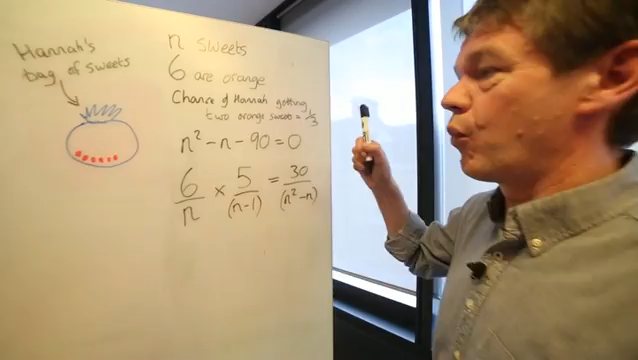 Hannah's
bag of sweets
n sweets
6 are orange
Chance of Hannah getting
two orange sweets = 1/3
n² - n - 90 = 0
6/n × 5/(n-1) = 30/(n² - n)